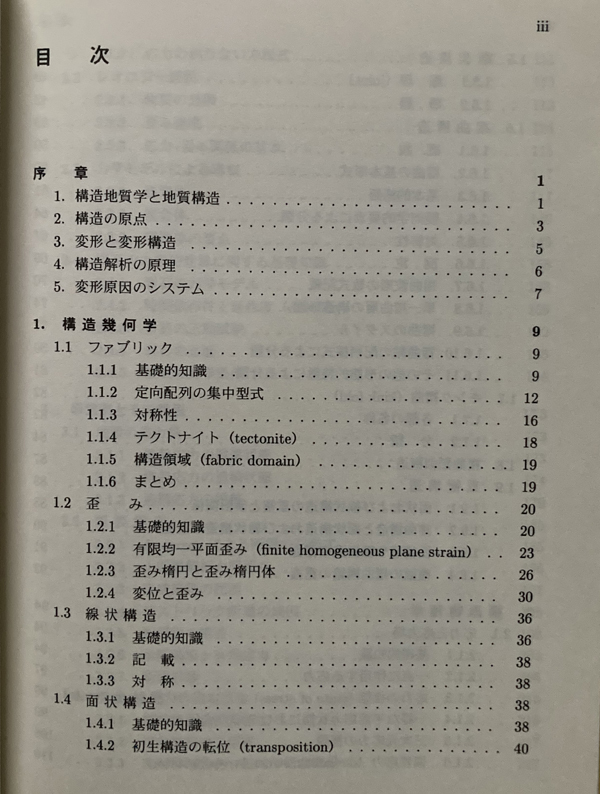 iii
目 次
序 章 1
1. 構造地質学と地質構造 . . . . . . . . . . . . . . . . . . . . . . . 1
2. 構造の原点 . . . . . . . . . . . . . . . . . . . . . . . . . . . . 3
3. 変形と変形構造 . . . . . . . . . . . . . . . . . . . . . . . . . . 5
4. 構造解析の原理 . . . . . . . . . . . . . . . . . . . . . . . . . . 6
5. 変形原因のシステム . . . . . . . . . . . . . . . . . . . . . . . . 7
1. 構造幾何学 9
1.1 ファブリック . . . . . . . . . . . . . . . . . . . . . . . . . . . 9
1.1.1 基礎的知識 . . . . . . . . . . . . . . . . . . . . . . . . 9
1.1.2 定向配列の集中型式 . . . . . . . . . . . . . . . . . . . 12
1.1.3 対称性 . . . . . . . . . . . . . . . . . . . . . . . . . . 16
1.1.4 テクトナイト (tectonite) . . . . . . . . . . . . . . . . . 18
1.1.5 構造領域 (fabric domain) . . . . . . . . . . . . . . . . 19
1.1.6 まとめ . . . . . . . . . . . . . . . . . . . . . . . . . . 19
1.2 歪 み . . . . . . . . . . . . . . . . . . . . . . . . . . . . . . 20
1.2.1 基礎的知識 . . . . . . . . . . . . . . . . . . . . . . . . 20
1.2.2 有限均一平面歪み (finite homogeneous plane strain) . . 23
1.2.3 歪み楕円と歪み楕円体 . . . . . . . . . . . . . . . . . . 26
1.2.4 変位と歪み . . . . . . . . . . . . . . . . . . . . . . . . 30
1.3 線状構造 . . . . . . . . . . . . . . . . . . . . . . . . . . . . . 36
1.3.1 基礎的知識 . . . . . . . . . . . . . . . . . . . . . . . . 36
1.3.2 記 載 . . . . . . . . . . . . . . . . . . . . . . . . . . . 38
1.3.3 対 称 . . . . . . . . . . . . . . . . . . . . . . . . . . . 38
1.4 面状構造 . . . . . . . . . . . . . . . . . . . . . . . . . . . . . 38
1.4.1 基礎的知識 . . . . . . . . . . . . . . . . . . . . . . . . 38
1.4.2 初生構造の転位 (transposition) . . . . . . . . . . . . . 40